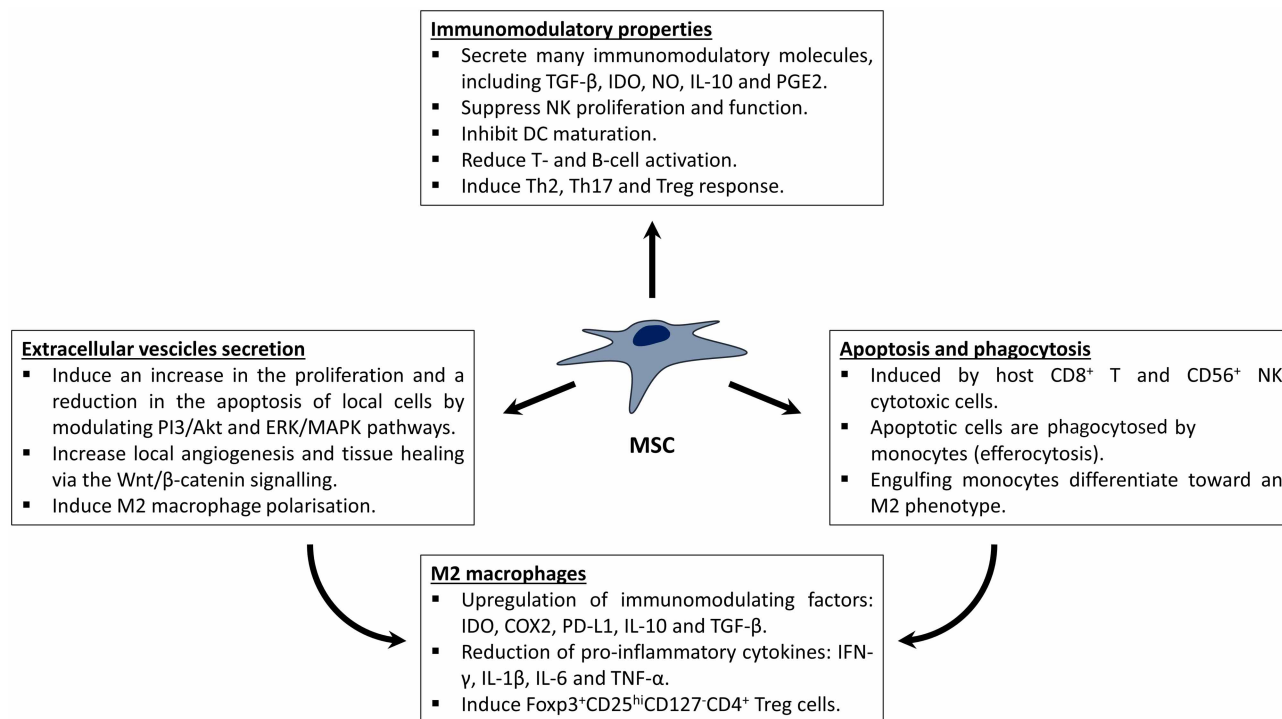 Immunomodulatory properties
▪ Secrete many immunomodulatory molecules,
including TGF-β, IDO, NO, IL-10 and PGE2.
▪ Suppress NK proliferation and function.
▪ Inhibit DC maturation.
▪ Reduce T- and B-cell activation.
▪ Induce Th2, Th17 and Treg response.
Extracellular vescicles secretion
▪ Induce an increase in the proliferation and a
reduction in the apoptosis of local cells by
modulating PI3/Akt and ERK/MAPK pathways.
▪ Increase local angiogenesis and tissue healing
via the Wnt/β-catenin signalling.
▪ Induce M2 macrophage polarisation.
MSC
Apoptosis and phagocytosis
▪ Induced by host CD8⁺ T and CD56⁺ NK
cytotoxic cells.
▪ Apoptotic cells are phagocytosed by
monocytes (efferocytosis).
▪ Engulfing monocytes differentiate toward an
M2 phenotype.
M2 macrophages
▪ Upregulation of immunomodulating factors:
IDO, COX2, PD-L1, IL-10 and TGF-β.
▪ Reduction of pro-inflammatory cytokines: IFN-
γ, IL-1β, IL-6 and TNF-α.
▪ Induce Foxp3⁺CD25ʰⁱCD127⁻CD4⁺ Treg cells.